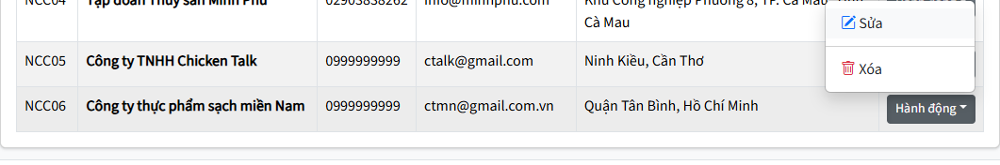 NCC04 Tập đoàn Thủy sản Minh Phú 02903838262 info@minhphu.com Khu Công nghiệp Phường 8, TP. Cà Mau,
Cà Mau
Sửa
NCC05 Công ty TNHH Chicken Talk 0999999999 ctalk@gmail.com Ninh Kiều, Cần Thơ
Xóa
NCC06 Công ty thực phẩm sạch miền Nam 0999999999 ctmn@gmail.com.vn Quận Tân Bình, Hồ Chí Minh Hành động